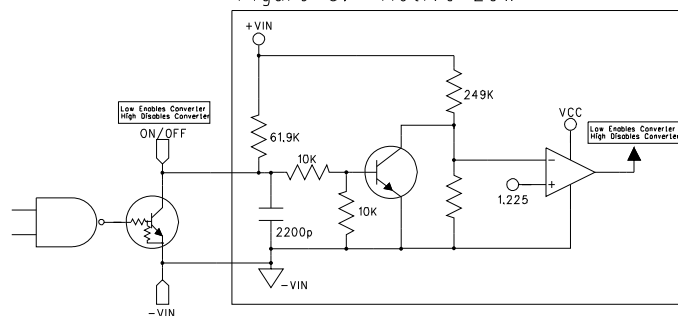 +VIN
249K
Low Enables Converter
High Disables Converter
ON/OFF
61.9K
VCC
Low Enables Converter
High Disables Converter
10K
1.225
10K
2200p
-VIN
-VIN